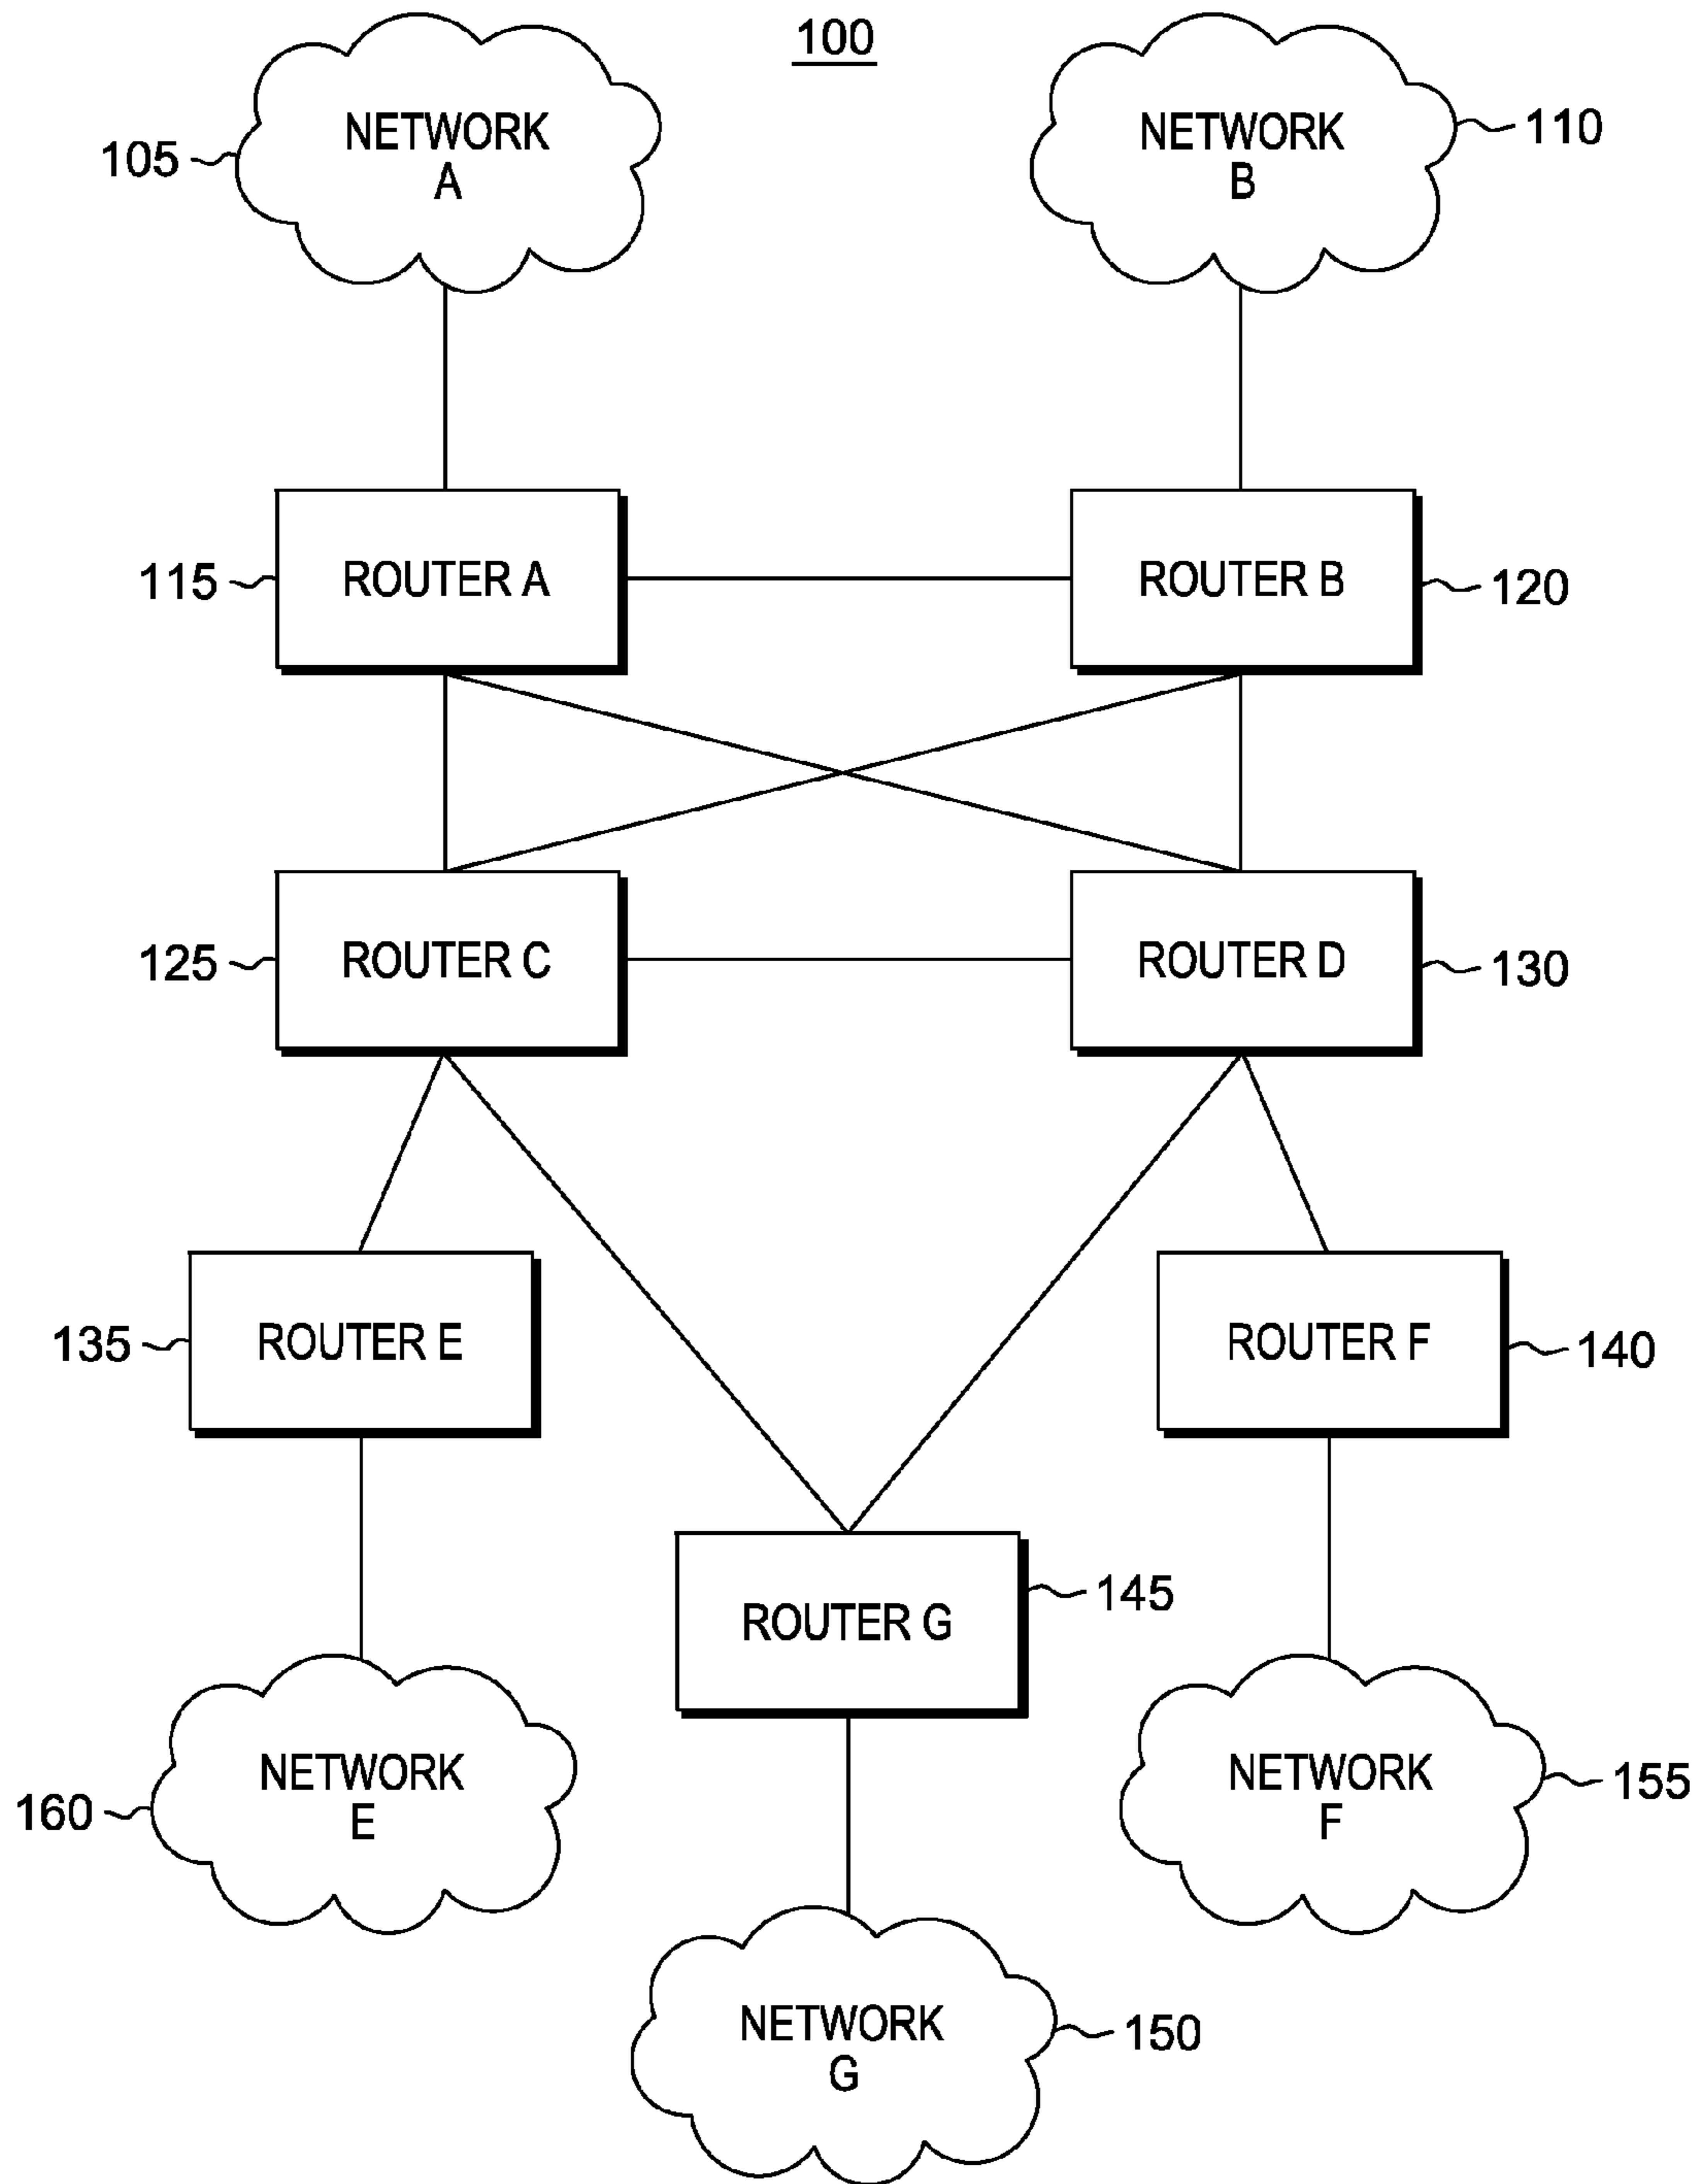 100
NETWORK
A
105
NETWORK
B
110
115
ROUTER A
ROUTER B
120
125
ROUTER C
ROUTER D
130
135
ROUTER E
ROUTER F
140
ROUTER G
145
160
NETWORK
E
NETWORK
F
155
NETWORK
G
150